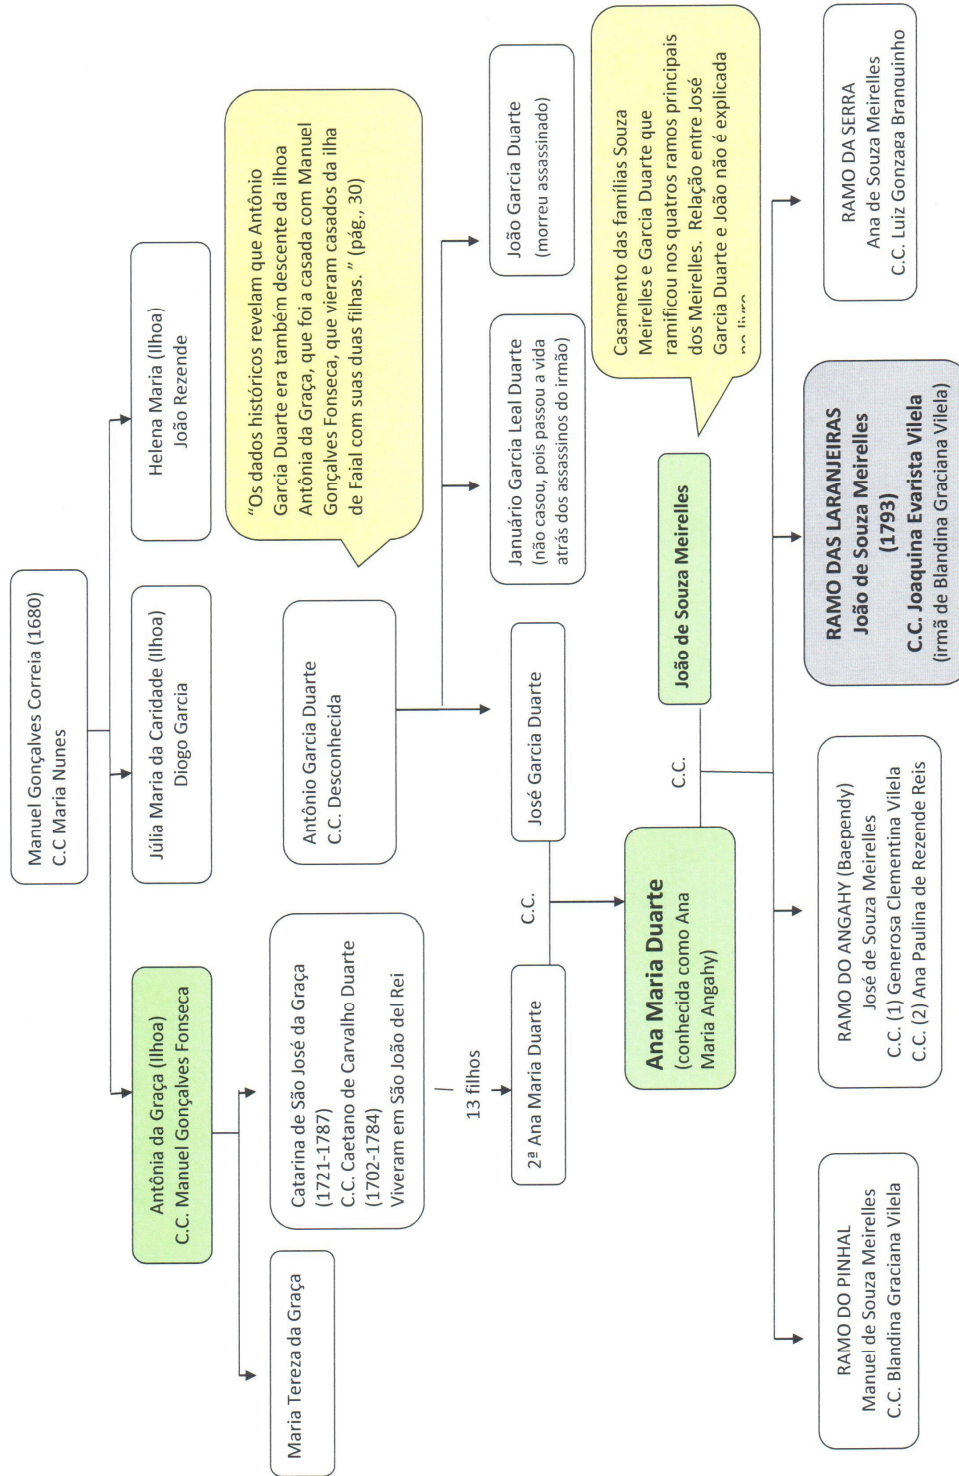 Manuel Gonçalves Correia (1680)
C.C Maria Nunes
Antônia da Graça (Ilhoa)
C.C. Manuel Gonçalves Fonseca
Júlia Maria da Caridade (Ilhoa)
Diogo Garcia
Helena Maria (Ilhoa)
João Rezende
Maria Tereza da Graça
Catarina de São José da Graça
(1721-1787)
C.C. Caetano de Carvalho Duarte
(1702-1784)
Viveram em São João del Rei
Antônio Garcia Duarte
C.C. Desconhecida
"Os dados históricos revelam que Antônio
Garcia Duarte era também descente da ilhoa
Antônia da Graça, que foi a casada com Manuel
Gonçalves Fonseca, que vieram casados da ilha
de Faial com suas duas filhas. " (pág., 30)
13 filhos
2ª Ana Maria Duarte
C.C.
José Garcia Duarte
Januário Garcia Leal Duarte
(não casou, pois passou a vida
atrás dos assassinos do irmão)
João Garcia Duarte
(morreu assassinado)
Ana Maria Duarte
(conhecida como Ana
Maria Angahy)
C.C.
João de Souza Meirelles
Casamento das famílias Souza
Meirelles e Garcia Duarte que
ramificou nos quatros ramos principais
dos Meirelles. Relação entre José
Garcia Duarte e João não é explicada
no livro
RAMO DO PINHAL
Manuel de Souza Meirelles
C.C. Blandina Graciana Vilela
RAMO DO ANGAHY (Baependy)
José de Souza Meirelles
C.C. (1) Generosa Clementina Vilela
C.C. (2) Ana Paulina de Rezende Reis
RAMO DAS LARANJEIRAS
João de Souza Meirelles
(1793)
C.C. Joaquina Evarista Vilela
(irmã de Blandina Graciana Vilela)
RAMO DA SERRA
Ana de Souza Meirelles
C.C. Luiz Gonzaga Branquinho